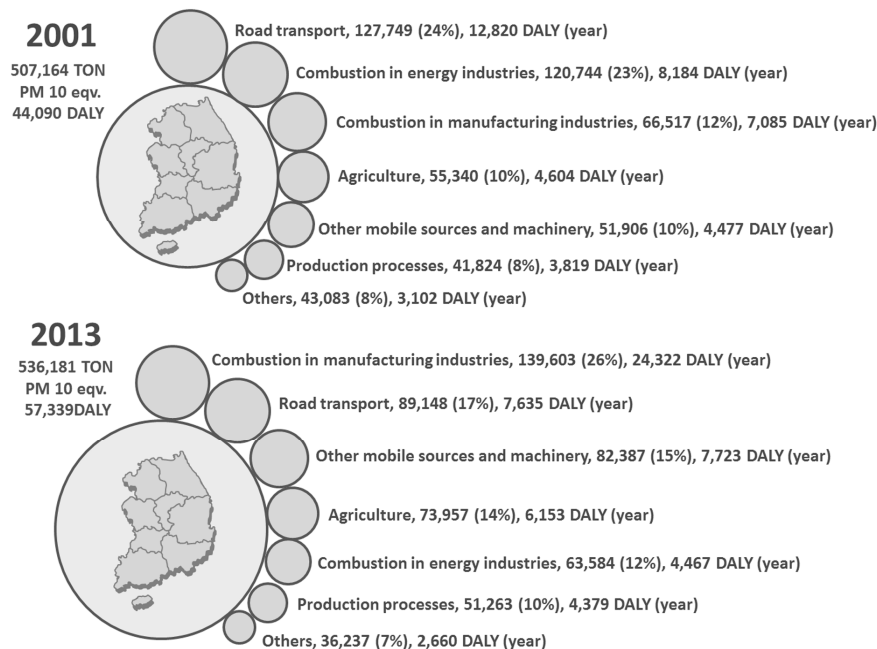 2001
507,164 TON
PM 10 eqv.
44,090 DALY
Road transport, 127,749 (24%), 12,820 DALY (year)
Combustion in energy industries, 120,744 (23%), 8,184 DALY (year)
Combustion in manufacturing industries, 66,517 (12%), 7,085 DALY (year)
Agriculture, 55,340 (10%), 4,604 DALY (year)
Other mobile sources and machinery, 51,906 (10%), 4,477 DALY (year)
Production processes, 41,824 (8%), 3,819 DALY (year)
Others, 43,083 (8%), 3,102 DALY (year)
2013
536,181 TON
PM 10 eqv.
57,339DALY
Combustion in manufacturing industries, 139,603 (26%), 24,322 DALY (year)
Road transport, 89,148 (17%), 7,635 DALY (year)
Other mobile sources and machinery, 82,387 (15%), 7,723 DALY (year)
Agriculture, 73,957 (14%), 6,153 DALY (year)
Combustion in energy industries, 63,584 (12%), 4,467 DALY (year)
Production processes, 51,263 (10%), 4,379 DALY (year)
Others, 36,237 (7%), 2,660 DALY (year)